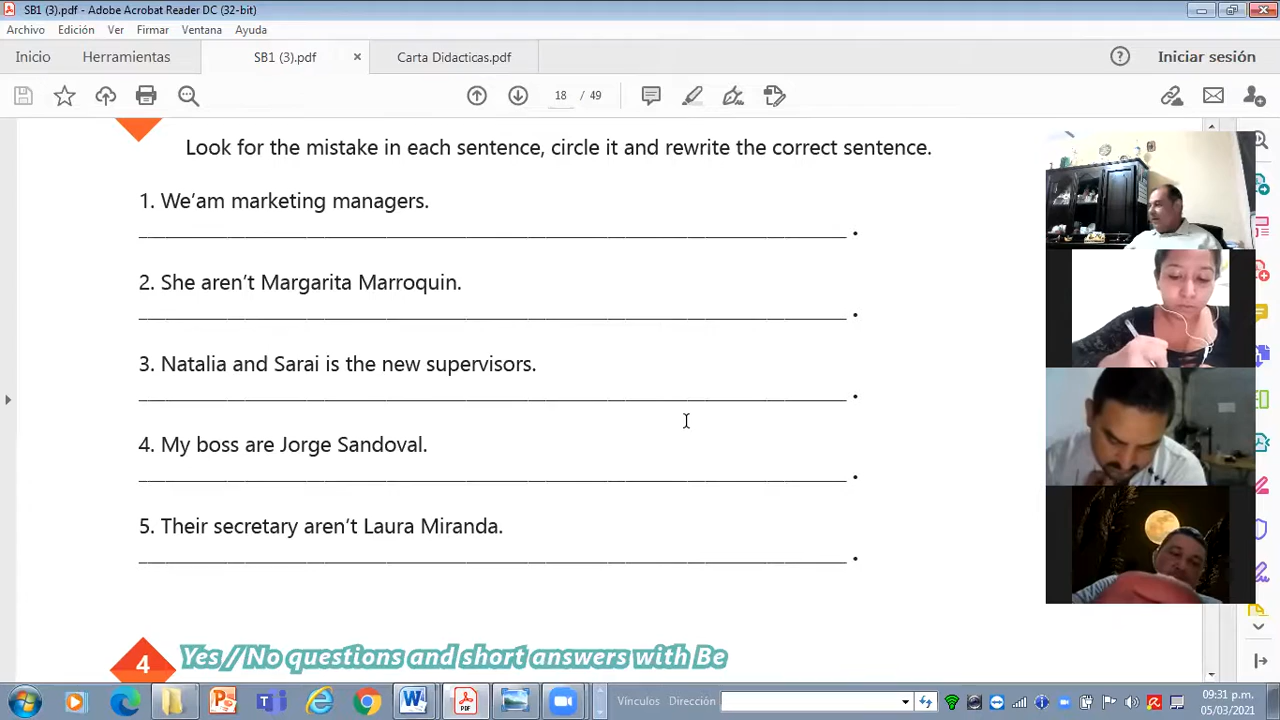 SB1 (3).pdf - Adobe Acrobat Reader DC (32-bit)
Archivo Edición Ver Firmar Ventana Ayuda
Inicio Herramientas SB1 (3).pdf × Carta Didacticas.pdf Iniciar sesión
18 / 49
Look for the mistake in each sentence, circle it and rewrite the correct sentence.
1. We’am marketing managers.
2. She aren’t Margarita Marroquin.
3. Natalia and Sarai is the new supervisors.
4. My boss are Jorge Sandoval.
5. Their secretary aren’t Laura Miranda.
4 Yes / No questions and short answers with Be
Vínculos Dirección
09:31 p.m.
05/03/2021